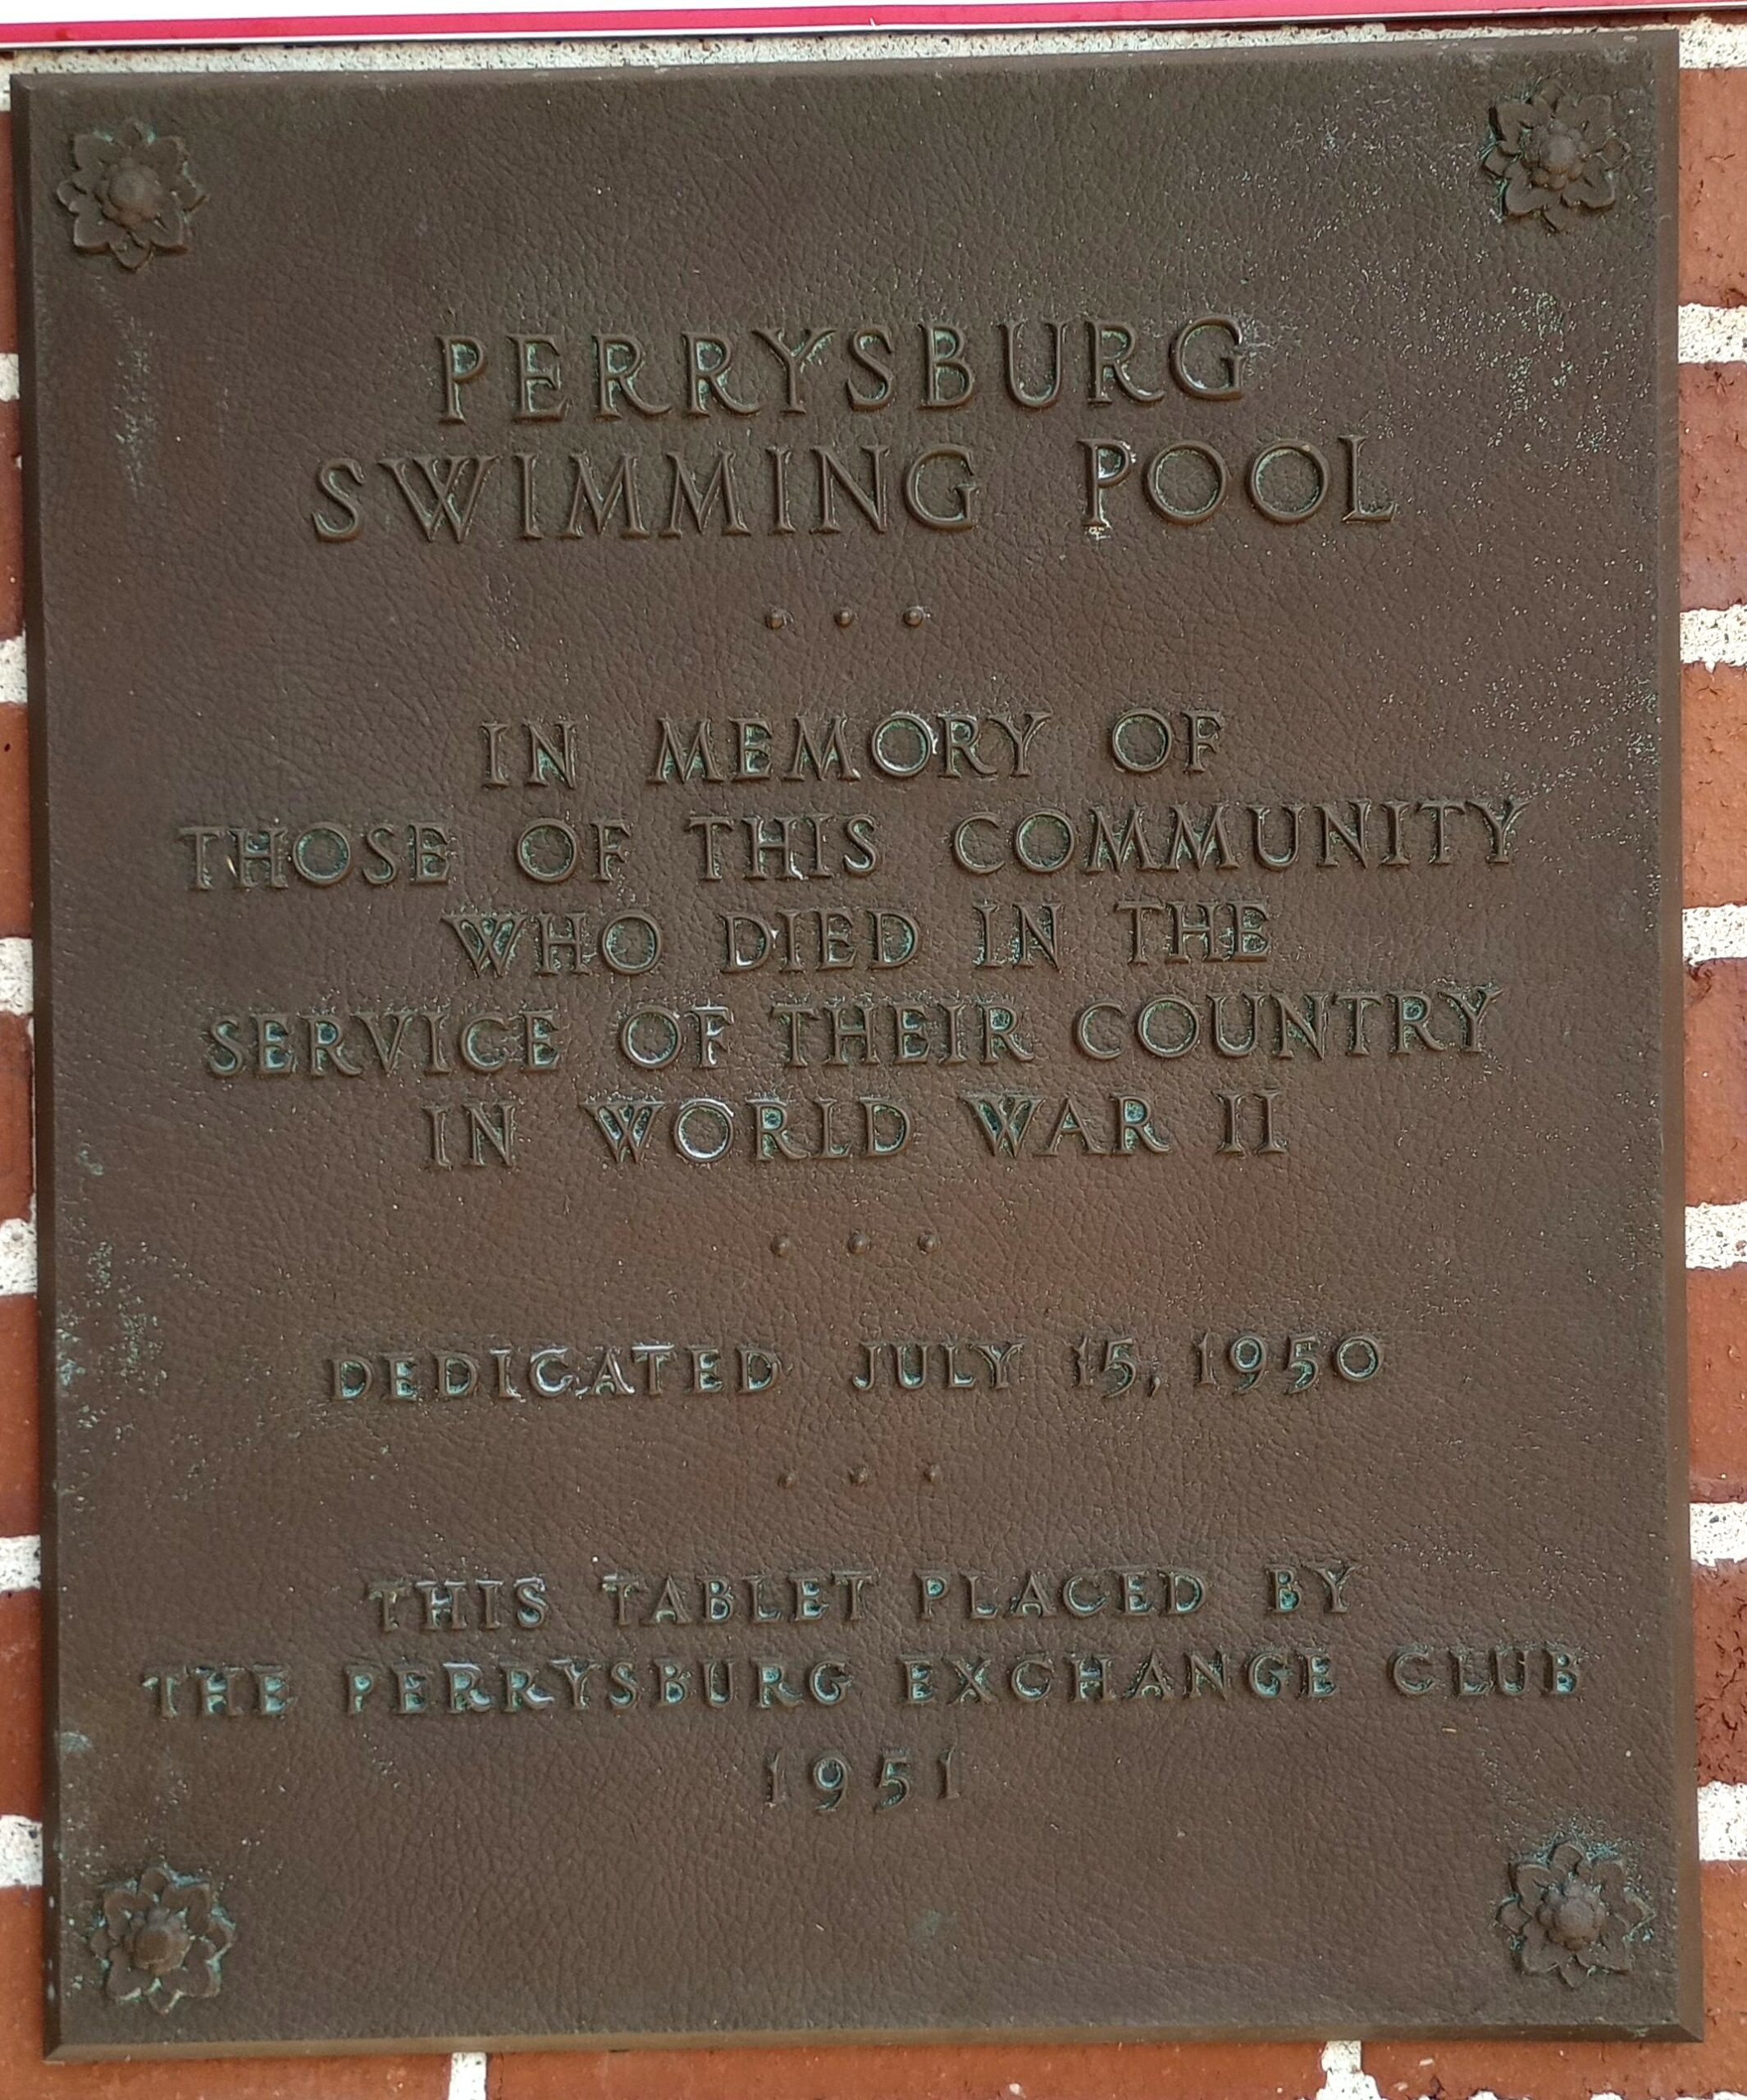 PERRYSBURG
SWIMMING POOL
• • •
IN MEMORY OF
THOSE OF THIS COMMUNITY
WHO DIED IN THE
SERVICE OF THEIR COUNTRY
IN WORLD WAR II
• • •
DEDICATED JULY 15, 1950
• • •
THIS TABLET PLACED BY
THE PERRYSBURG EXCHANGE CLUB
1951